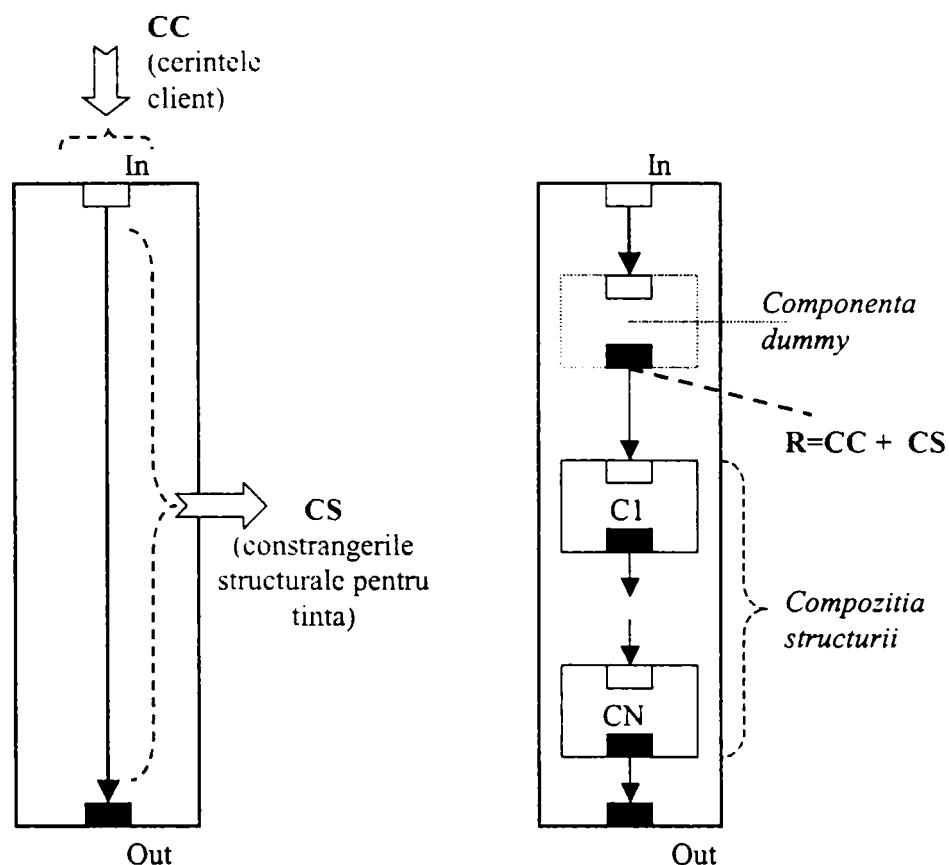 CC
(cerintele
client)
In
CS
(constrangerile
structurale pentru
tinta)
Out
In
Componenta
dummy
R=CC + CS
C1
Compozitia
structurii
CN
Out